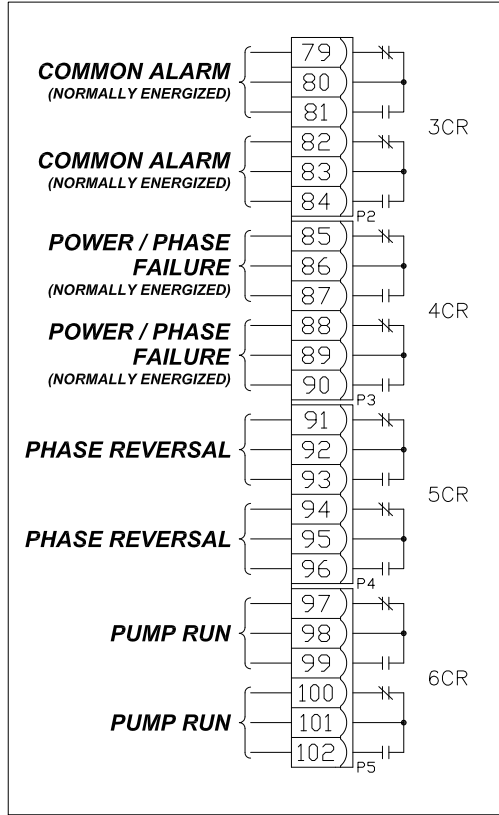 COMMON ALARM
(NORMALLY ENERGIZED)
79
80
81
3CR
COMMON ALARM
(NORMALLY ENERGIZED)
82
83
84
P2
POWER / PHASE
FAILURE
(NORMALLY ENERGIZED)
85
86
87
4CR
POWER / PHASE
FAILURE
(NORMALLY ENERGIZED)
88
89
90
P3
PHASE REVERSAL
91
92
93
5CR
PHASE REVERSAL
94
95
96
P4
PUMP RUN
97
98
99
6CR
PUMP RUN
100
101
102
P5